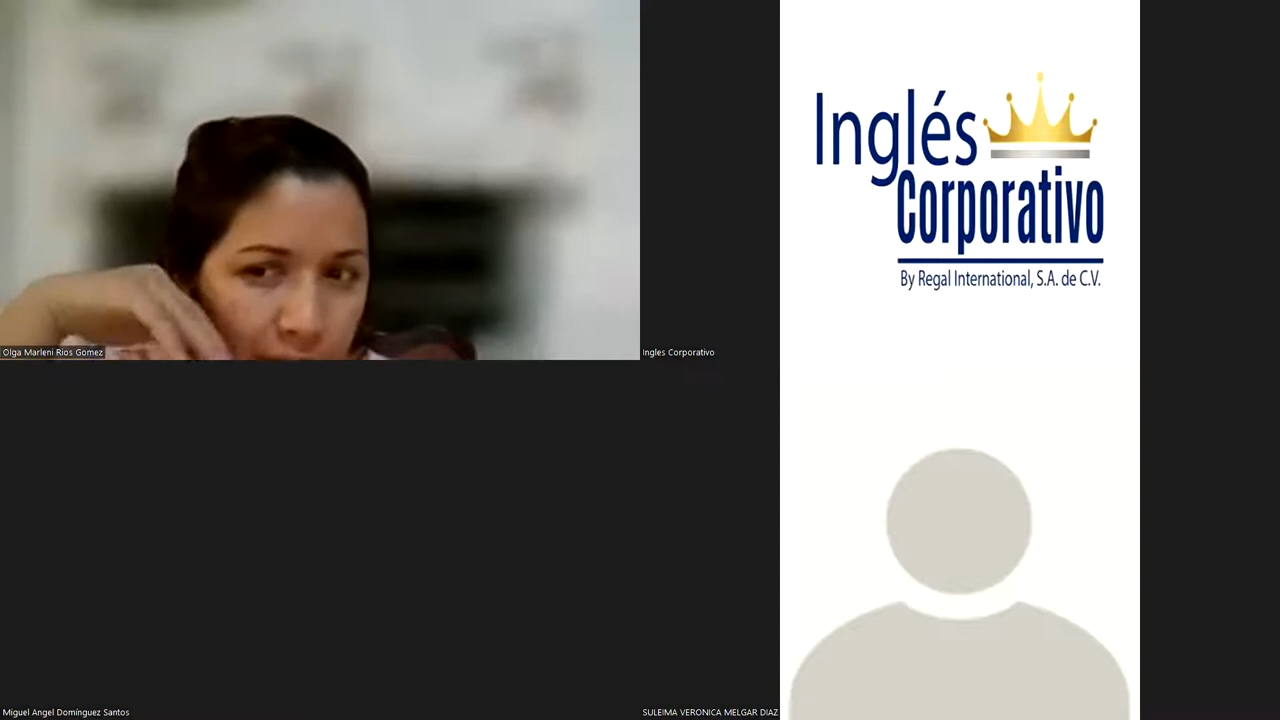 Inglés
Corporativo
By Regal International, S.A. de C.V.
Olga Marleni Rios Gomez
Ingles Corporativo
Miguel Angel Domínguez Santos
SULEIMA VERONICA MELGAR DIAZ